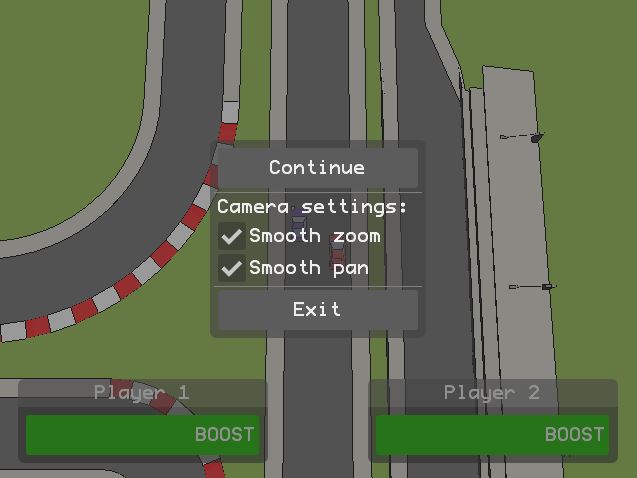 Continue
Camera settings:
Smooth zoom
Smooth pan
Exit
Player 1
BOOST
Player 2
BOOST